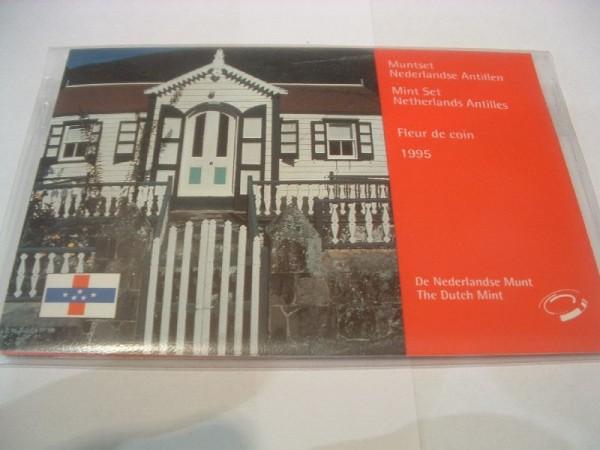 Muntset
Nederlandse Antillen
Mint Set
Netherlands Antilles
Fleur de coin
1995
De Nederlandse Munt
The Dutch Mint